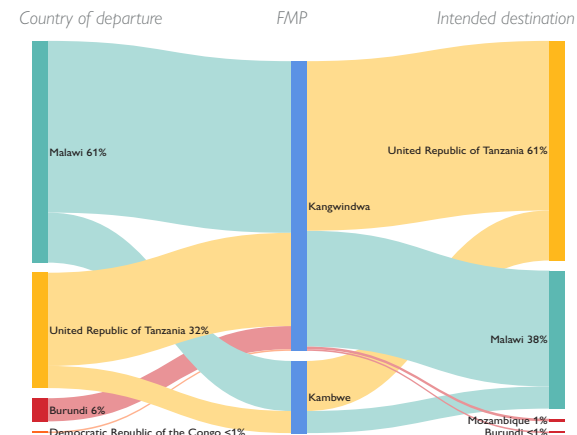 Country of departure FMP Intended destination
Malawi 61%
United Republic of Tanzania 61%
Kangwindwa
United Republic of Tanzania 32%
Malawi 38%
Kambwe
Burundi 6%
Mozambique 1%
Democratic Republic of the Congo <1%
Burundi <1%